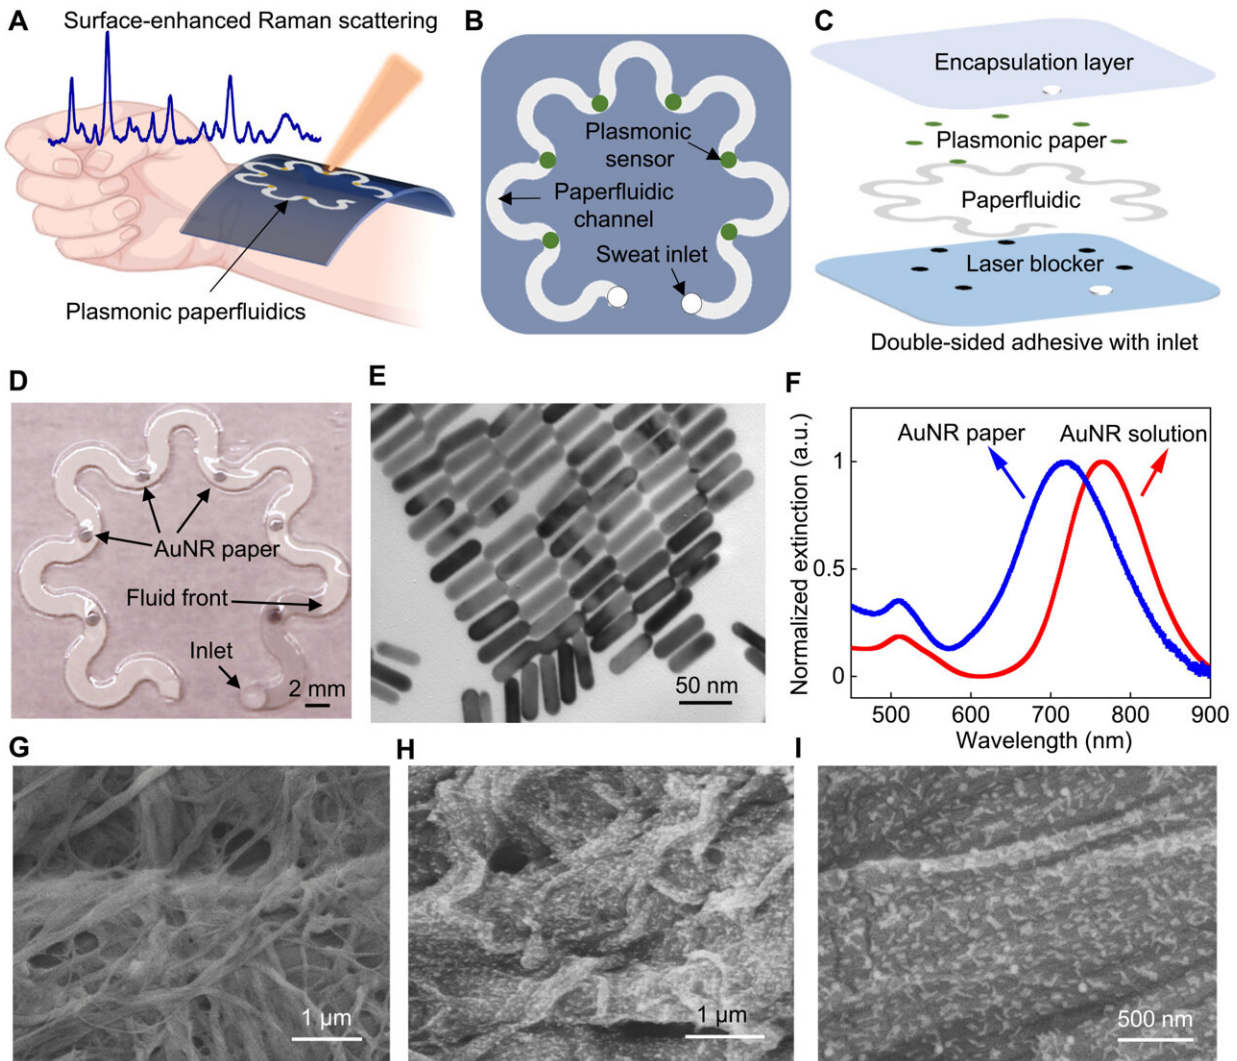 A
Surface-enhanced Raman scattering
Plasmonic paperfluidics
B
Plasmonic
sensor
Paperfluidic
channel
Sweat inlet
C
Encapsulation layer
Plasmonic paper
Paperfluidic
Laser blocker
Double-sided adhesive with inlet
D
AuNR paper
Fluid front
Inlet
2 mm
E
50 nm
F
AuNR paper
AuNR solution
Normalized extinction (a.u.)
1
0.5
0
500
600
700
800
900
Wavelength (nm)
G
1 µm
H
1 µm
I
500 nm